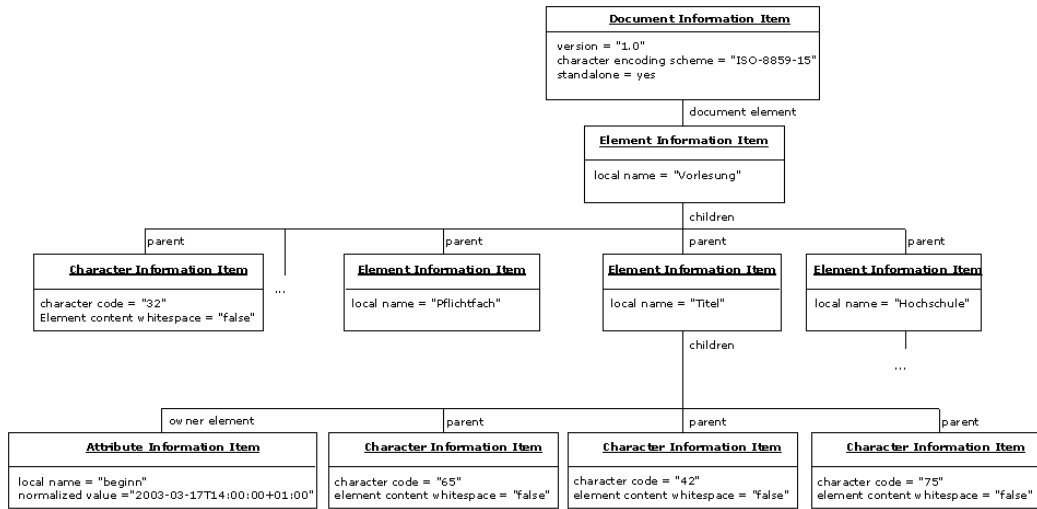 Document Information Item
version = "1.0"
character encoding scheme = "ISO-8859-15"
standalone = yes
document element
Element Information Item
local name = "Vorlesung"
children
parent
parent
parent
parent
Character Information Item
character code = "32"
Element content whitespace = "false"
...
Element Information Item
local name = "Pflichtfach"
Element Information Item
local name = "Titel"
Element Information Item
local name = "Hochschule"
children
...
owner element
parent
parent
parent
Attribute Information Item
local name = "beginn"
normalized value ="2003-03-17T14:00:00+01:00"
Character Information Item
character code = "65"
element content whitespace = "false"
Character Information Item
character code = "42"
element content whitespace = "false"
Character Information Item
character code = "75"
element content whitespace = "false"